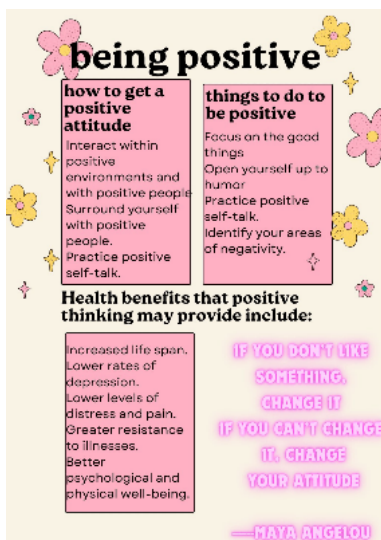 being positive
how to get a
positive
attitude
Interact within
positive
environments and
with positive people
Surround yourself
with positive
people.
Practice positive
self-talk.
things to do to
be positive
Focus on the good
things
Open yourself up to
humor
Practice positive
self-talk.
Identify your areas
of negativity.
Health benefits that positive
thinking may provide include:
Increased life span.
Lower rates of
depression.
Lower levels of
distress and pain.
Greater resistance
to illnesses.
Better
psychological and
physical well-being.
IF YOU DON'T LIKE
SOMETHING,
CHANGE IT
IF YOU CAN'T CHANGE
IT, CHANGE
YOUR ATTITUDE
—MAYA ANGELOU